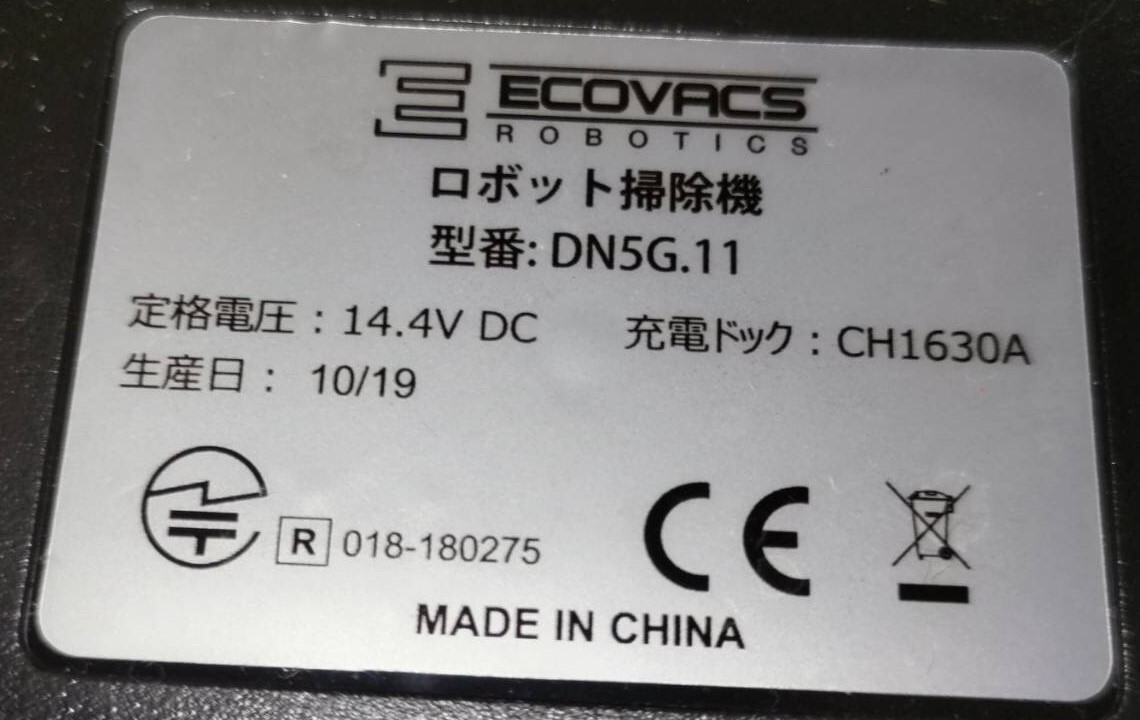 ECOVACS
ROBOTICS
ロボット掃除機
型番: DN5G.11
定格電圧：14.4V DC 充電ドック：CH1630A
生産日： 10/19
R 018-180275
CE
MADE IN CHINA